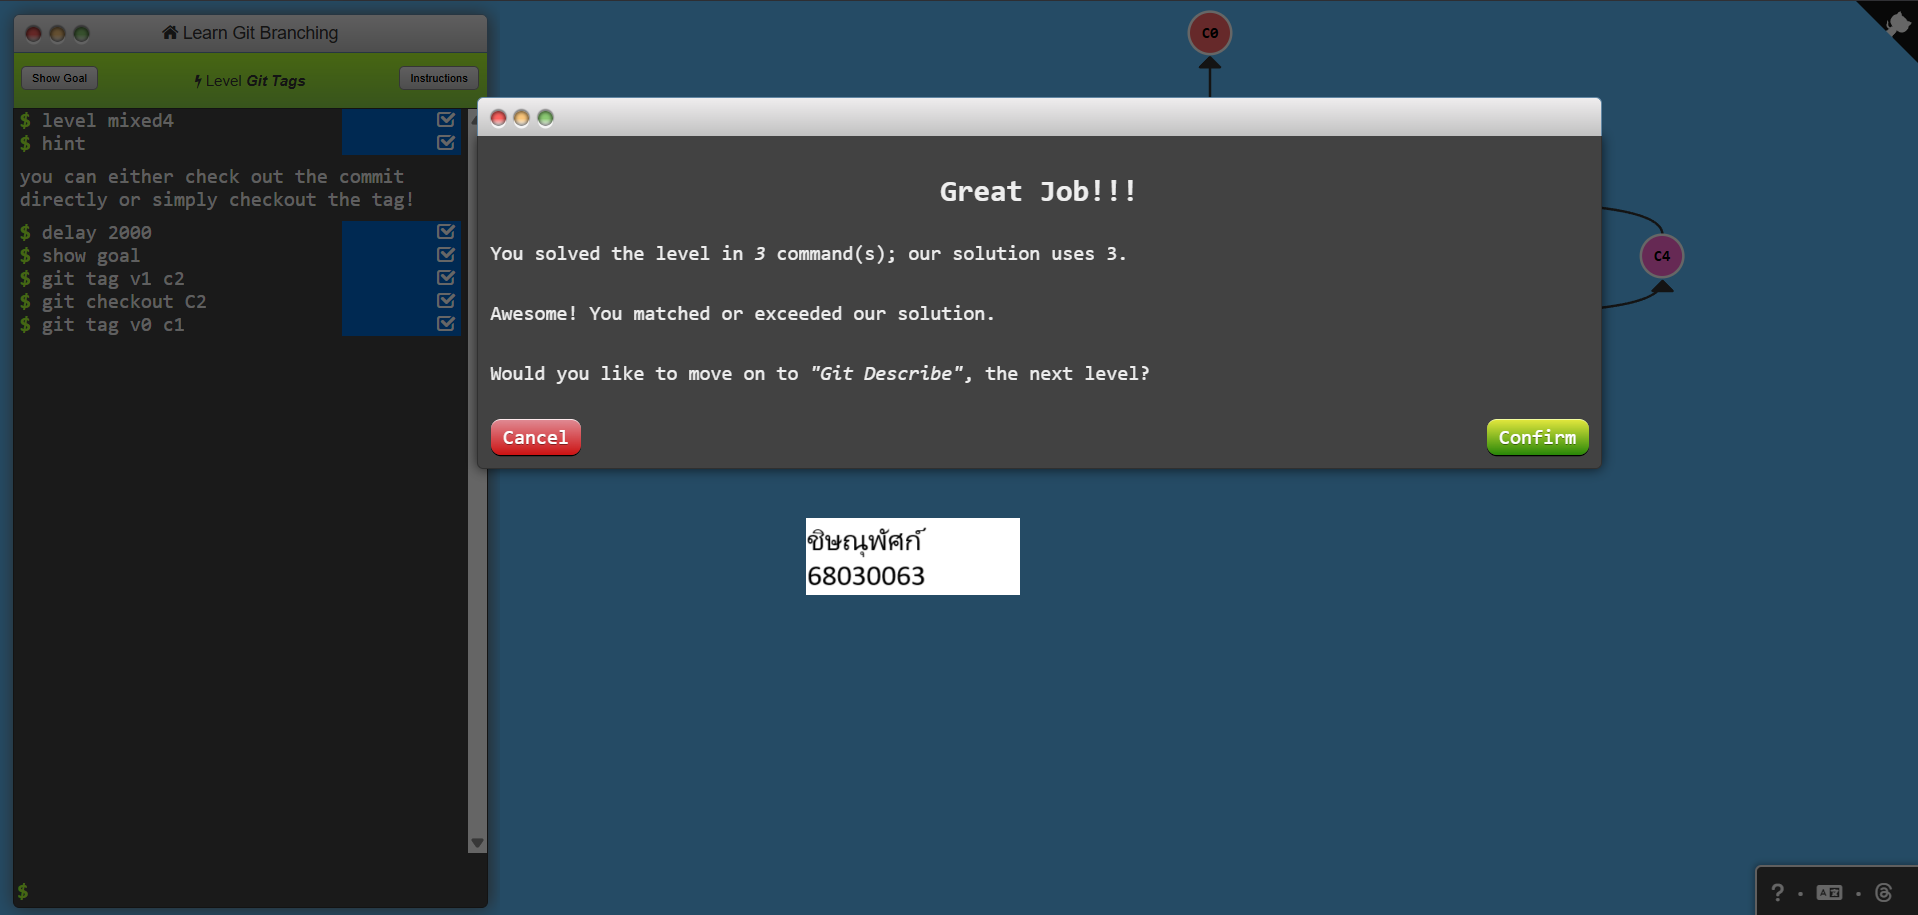 Learn Git Branching
Show Goal
Level Git Tags
Instructions
$ level mixed4
$ hint
you can either check out the commit
directly or simply checkout the tag!
$ delay 2000
$ show goal
$ git tag v1 c2
$ git checkout C2
$ git tag v0 c1
$
C0
C4
Great Job!!!
You solved the level in 3 command(s); our solution uses 3.
Awesome! You matched or exceeded our solution.
Would you like to move on to "Git Describe", the next level?
Cancel
Confirm
ชิษณุพัศก์
68030063
?